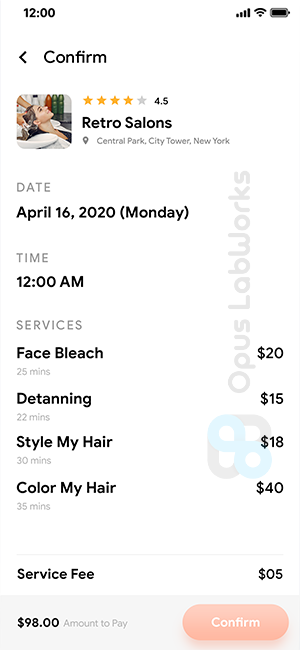 12:00
Confirm
4.5
Retro Salons
Central Park, City Tower, New York
DATE
April 16, 2020 (Monday)
TIME
12:00 AM
SERVICES
Face Bleach $20
25 mins
Detanning $15
22 mins
Style My Hair $18
30 mins
Color My Hair $40
35 mins
Service Fee $05
$98.00 Amount to Pay Confirm
Opus LabWorks